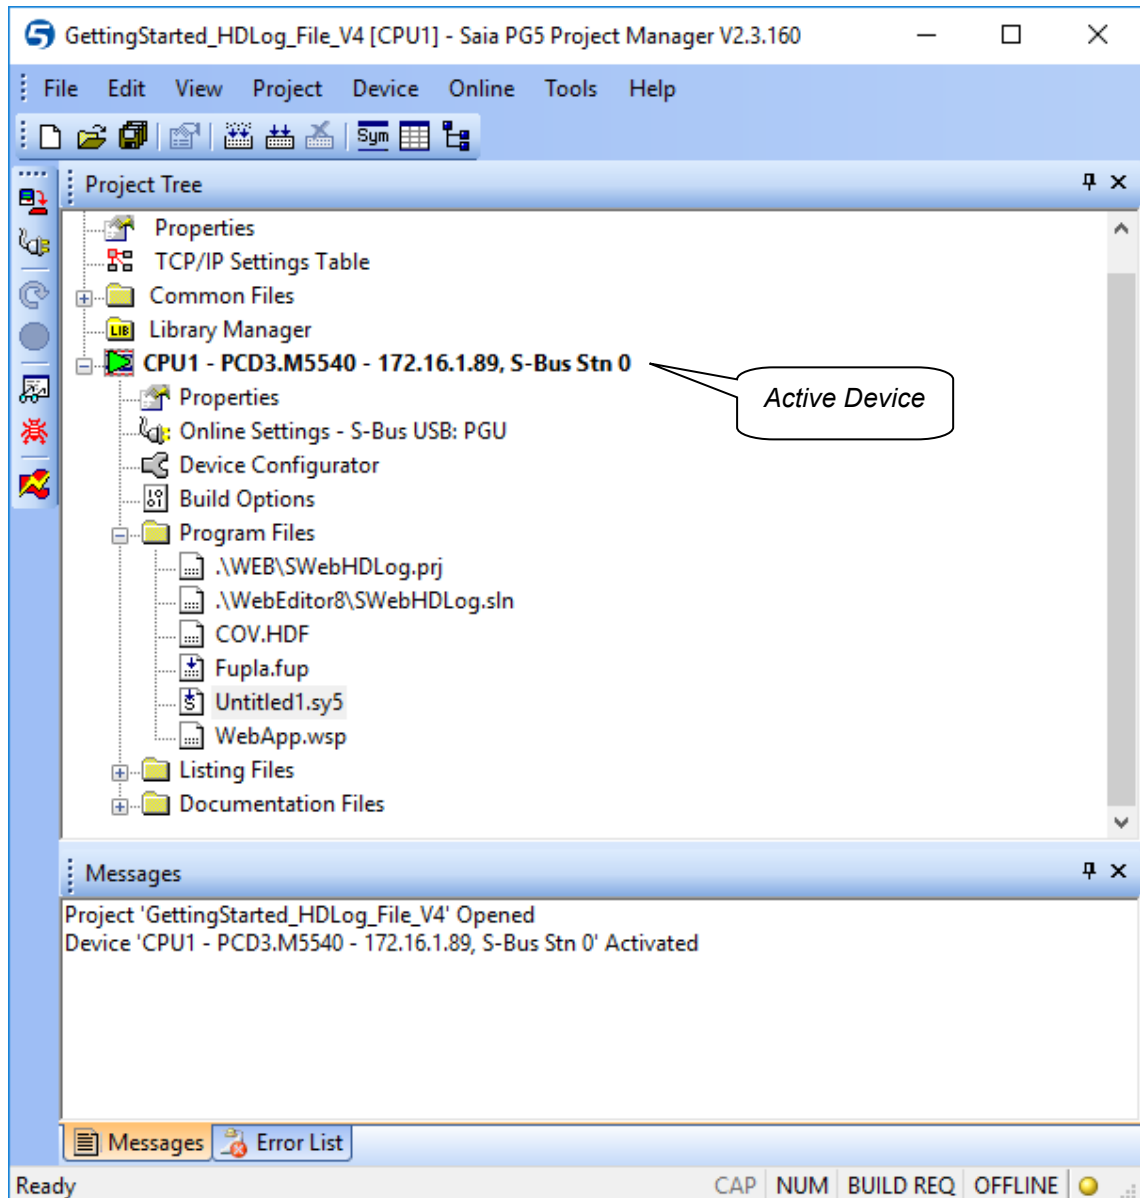 GettingStarted_HDLog_File_V4 [CPU1] - Saia PG5 Project Manager V2.3.160
File Edit View Project Device Online Tools Help
Sym
Project Tree
Properties
TCP/IP Settings Table
Common Files
LIB Library Manager
CPU1 - PCD3.M5540 - 172.16.1.89, S-Bus Stn 0
Active Device
Properties
Online Settings - S-Bus USB: PGU
Device Configurator
Build Options
Program Files
.\WEB\SWebHDLog.prj
.\WebEditor8\SWebHDLog.sln
COV.HDF
Fupla.fup
Untitled1.sy5
WebApp.wsp
Listing Files
Documentation Files
Messages
Project 'GettingStarted_HDLog_File_V4' Opened
Device 'CPU1 - PCD3.M5540 - 172.16.1.89, S-Bus Stn 0' Activated
Messages Error List
Ready CAP NUM BUILD REQ OFFLINE